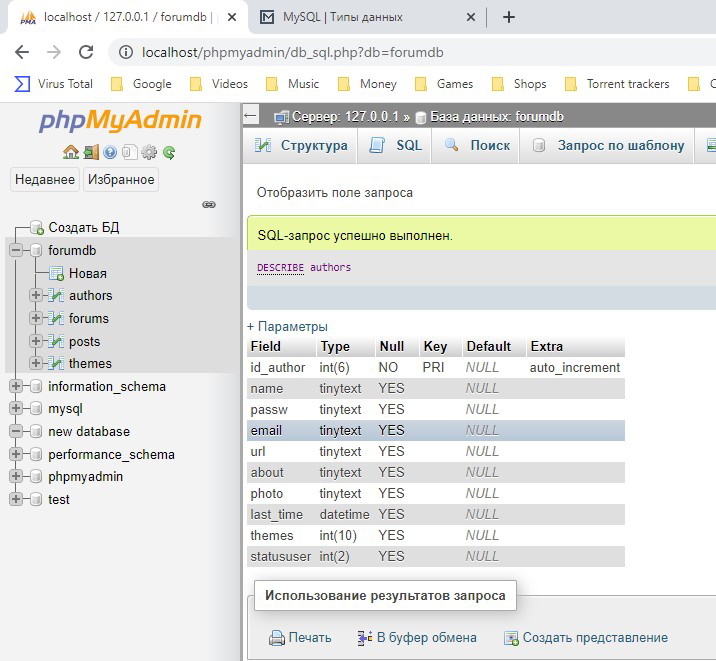 localhost / 127.0.0.1 / forumdb |
MySQL | Типы данных
localhost/phpmyadmin/db_sql.php?db=forumdb
Virus Total Google Videos Music Money Games Shops Torrent trackers
phpMyAdmin
Недавнее Избранное
Создать БД
forumdb
Новая
authors
forums
posts
themes
information_schema
mysql
new database
performance_schema
phpmyadmin
test
Сервер: 127.0.0.1 » База данных: forumdb
Структура SQL Поиск Запрос по шаблону
Отобразить поле запроса
SQL-запрос успешно выполнен.
DESCRIBE authors
+ Параметры
Field Type Null Key Default Extra
id_author int(6) NO PRI NULL auto_increment
name tinytext YES NULL
passw tinytext YES NULL
email tinytext YES NULL
url tinytext YES NULL
about tinytext YES NULL
photo tinytext YES NULL
last_time datetime YES NULL
themes int(10) YES NULL
statususer int(2) YES NULL
Использование результатов запроса
Печать В буфер обмена Создать представление